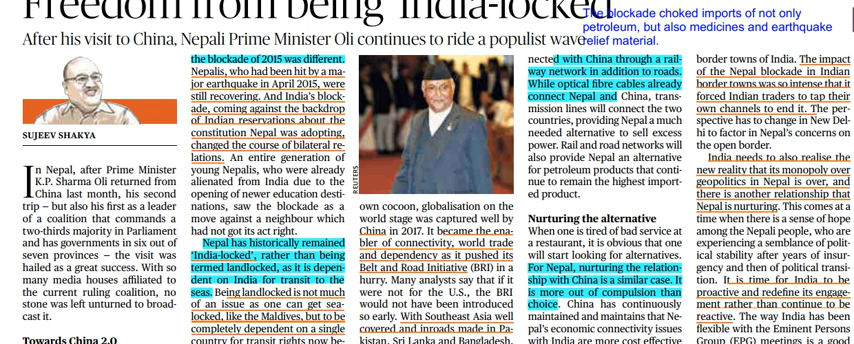 Freedom from being 'India-locked
The blockade choked imports of not only
petroleum, but also medicines and earthquake
relief material.
After his visit to China, Nepali Prime Minister Oli continues to ride a populist wave
SUJEEV SHAKYA
In Nepal, after Prime Minister
K.P. Sharma Oli returned from
China last month, his second
trip – but also his first as a leader
of a coalition that commands a
two-thirds majority in Parliament
and has governments in six out of
seven provinces – the visit was
hailed as a great success. With so
many media houses affiliated to
the current ruling coalition, no
stone was left unturned to broad-
cast it.
Towards China 2.0
the blockade of 2015 was different.
Nepalis, who had been hit by a ma-
jor earthquake in April 2015, were
still recovering. And India's block-
ade, coming against the backdrop
of Indian reservations about the
constitution Nepal was adopting,
changed the course of bilateral re-
lations. An entire generation of
young Nepalis, who were already
alienated from India due to the
opening of newer education desti-
nations, saw the blockade as a
move against a neighbour which
had not got its act right.
Nepal has historically remained
'India-locked', rather than being
termed landlocked, as it is depen-
dent on India for transit to the
seas. Being landlocked is not much
of an issue as one can get sea-
locked, like the Maldives, but to be
completely dependent on a single
country for transit rights now be-
REUTERS
own cocoon, globalisation on the
world stage was captured well by
China in 2017. It became the ena-
bler of connectivity, world trade
and dependency as it pushed its
Belt and Road Initiative (BRI) in a
hurry. Many analysts say that if it
were not for the U.S., the BRI
would not have been introduced
so early. With Southeast Asia well
covered and inroads made in Pa-
kistan, Sri Lanka and Bangladesh,
nected with China through a rail-
way network in addition to roads.
While optical fibre cables already
connect Nepal and China, trans-
mission lines will connect the two
countries, providing Nepal a much
needed alternative to sell excess
power. Rail and road networks will
also provide Nepal an alternative
for petroleum products that conti-
nue to remain the highest import-
ed product.
Nurturing the alternative
When one is tired of bad service at
a restaurant, it is obvious that one
will start looking for alternatives.
For Nepal, nurturing the relation-
ship with China is a similar case. It
is more out of compulsion than
choice. China has continuously
maintained and maintains that Ne-
pal's economic connectivity issues
with India are more cost effective
border towns of India. The impact
of the Nepal blockade in Indian
border towns was so intense that it
forced Indian traders to tap their
own channels to end it. The per-
spective has to change in New Del-
hi to factor in Nepal's concerns on
the open border.
India needs to also realise the
new reality that its monopoly over
geopolitics in Nepal is over, and
there is another relationship that
Nepal is nurturing. This comes at a
time when there is a sense of hope
among the Nepali people, who are
experiencing a semblance of polit-
ical stability after years of insur-
gency and then of political transi-
tion. It is time for India to be
proactive and redefine its engage-
ment rather than continue to be
reactive. The way India has been
flexible with the Eminent Persons
Group (EPG) meetings is a good